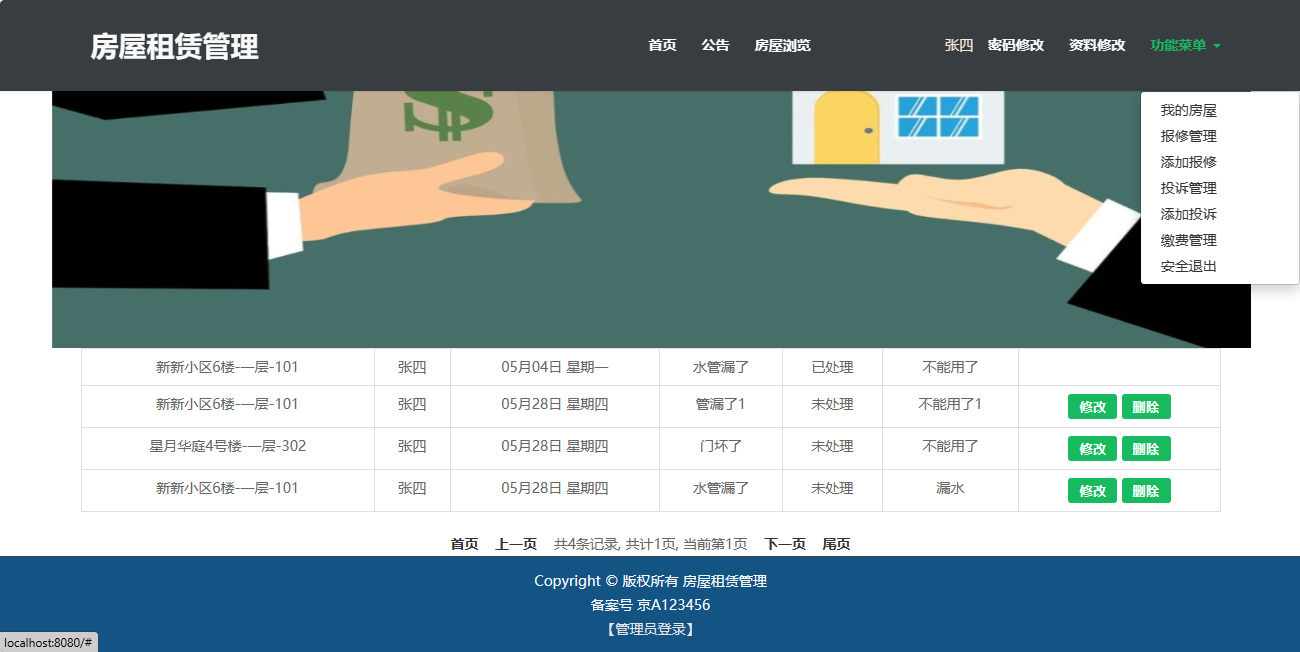 房屋租赁管理 首页 公告 房屋浏览 张四 密码修改 资料修改 功能菜单
我的房屋
报修管理
添加报修
投诉管理
添加投诉
缴费管理
安全退出
$
新新小区6楼-一层-101 张四 05月04日 星期一 水管漏了 已处理 不能用了
新新小区6楼-一层-101 张四 05月28日 星期四 管漏了1 未处理 不能用了1 修改 删除
星月华庭4号楼-一层-302 张四 05月28日 星期四 门坏了 未处理 不能用了 修改 删除
新新小区6楼-一层-101 张四 05月28日 星期四 水管漏了 未处理 漏水 修改 删除
首页 上一页 共4条记录, 共计1页, 当前第1页 下一页 尾页
Copyright © 版权所有 房屋租赁管理
备案号 京A123456
【管理员登录】
localhost:8080/#